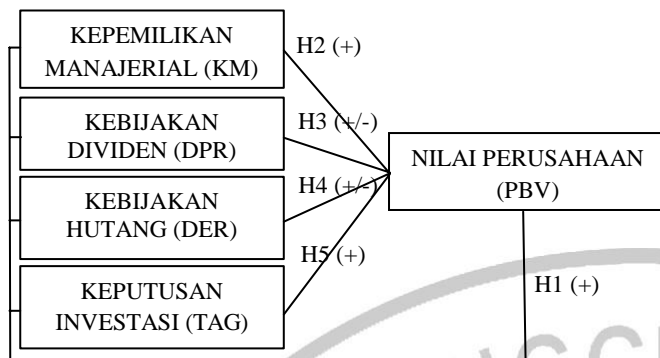 KEPEMILIKAN
MANAJERIAL (KM)
H2 (+)
KEBIJAKAN
DIVIDEN (DPR)
H3 (+/-)
NILAI PERUSAHAAN
(PBV)
KEBIJAKAN
HUTANG (DER)
H4 (+/-)
H5 (+)
KEPUTUSAN
INVESTASI (TAG)
H1 (+)